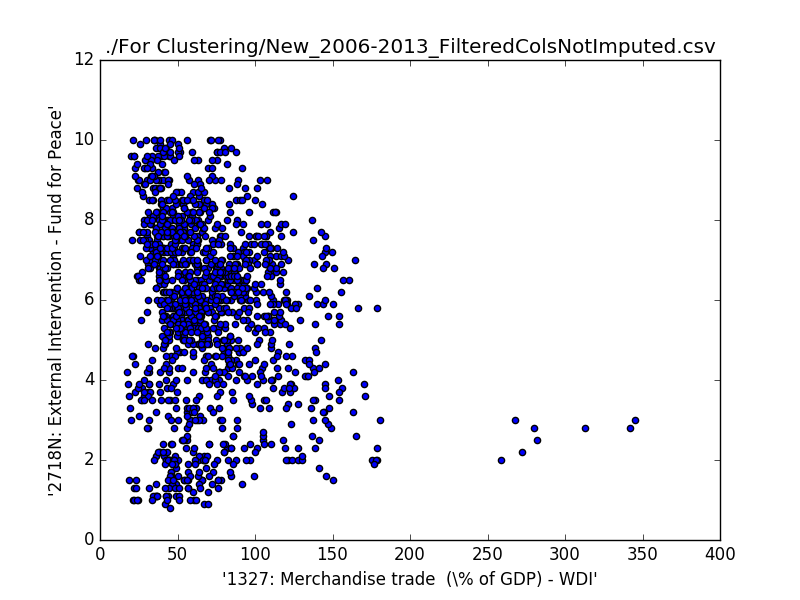 ./For Clustering/New_2006-2013_FilteredColsNotImputed.csv
12
10
8
6
4
2
0
'2718N: External Intervention - Fund for Peace'
0 50 100 150 200 250 300 350 400
'1327: Merchandise trade  (\% of GDP) - WDI'